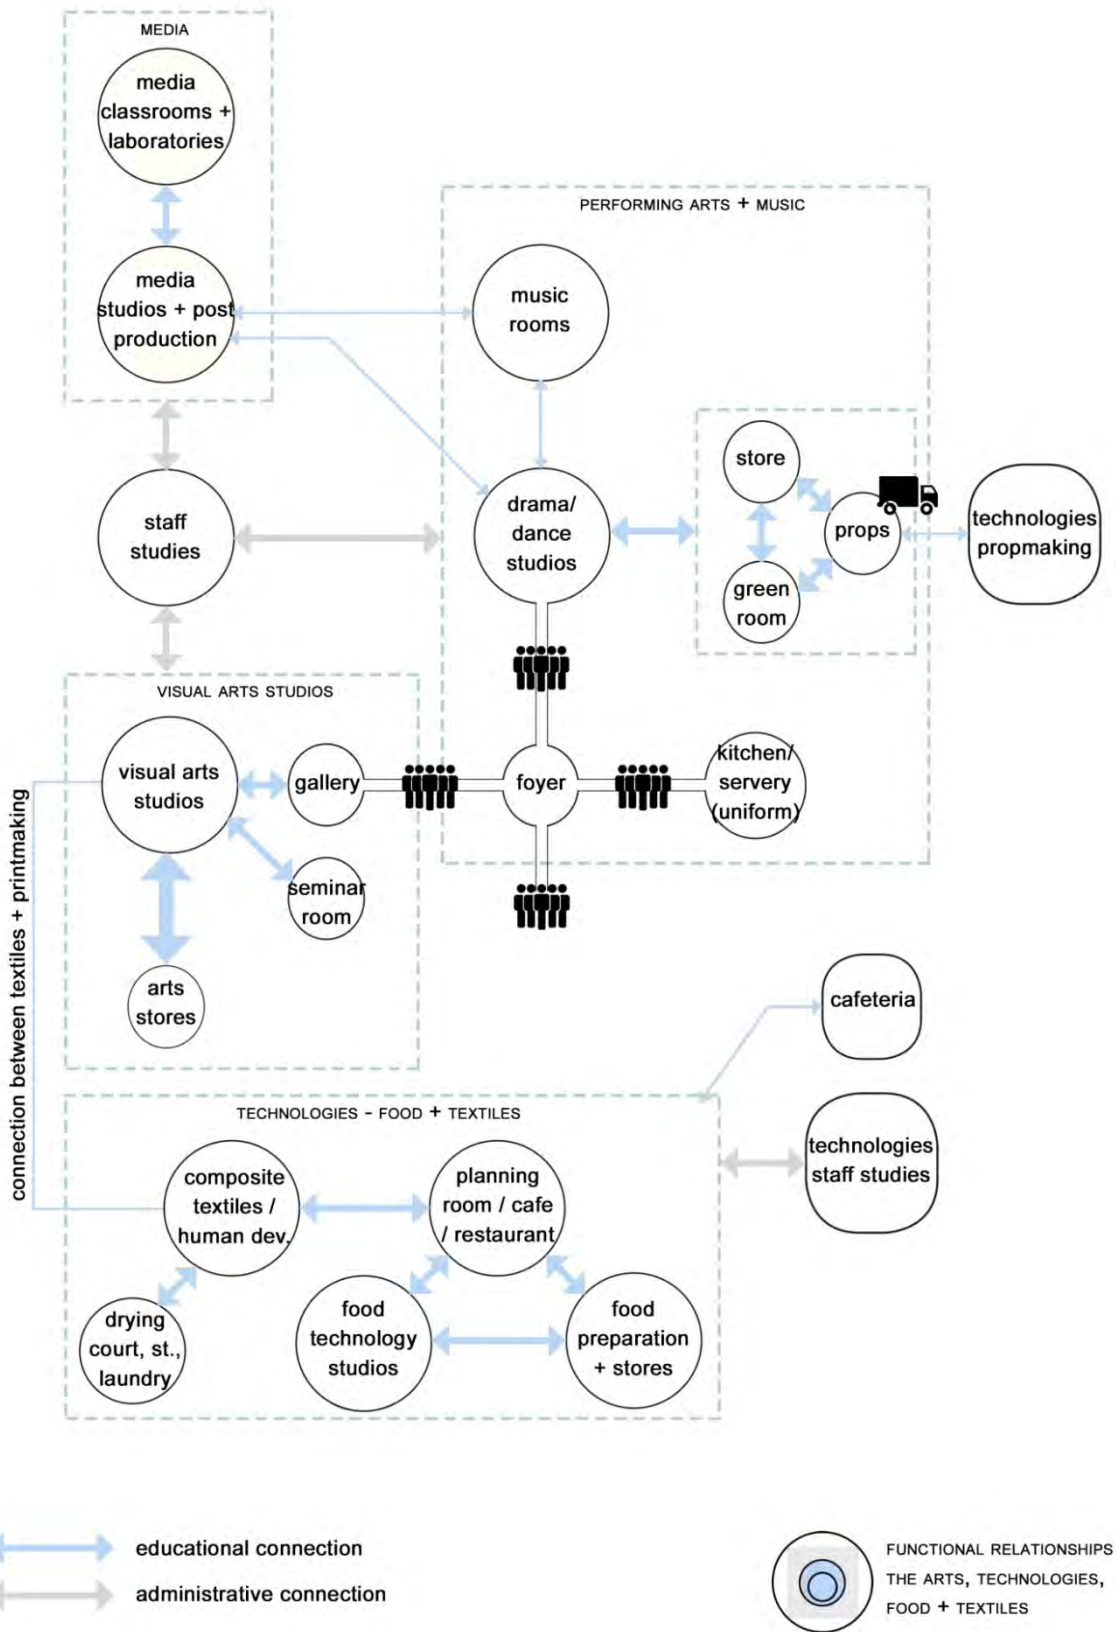 MEDIA
media
classrooms +
laboratories
media
studios + post
production
PERFORMING ARTS + MUSIC
music
rooms
staff
studies
drama/
dance
studios
store
props
green
room
technologies
propmaking
VISUAL ARTS STUDIOS
visual arts
studios
gallery
foyer
kitchen/
servery
(uniform)
seminar
room
arts
stores
connection between textiles + printmaking
cafeteria
TECHNOLOGIES - FOOD + TEXTILES
composite
textiles /
human dev.
planning
room / cafe
/ restaurant
technologies
staff studies
drying
court, st.,
laundry
food
technology
studios
food
preparation
+ stores
educational connection
administrative connection
FUNCTIONAL RELATIONSHIPS
THE ARTS, TECHNOLOGIES,
FOOD + TEXTILES